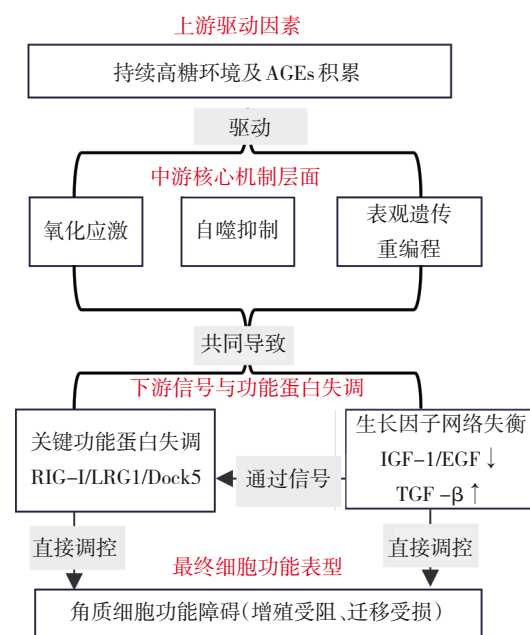 上游驱动因素
持续高糖环境及AGEs积累
驱动
中游核心机制层面
氧化应激
自噬抑制
表观遗传
重编程
共同导致
下游信号与功能蛋白失调
关键功能蛋白失调
RIG-I/LRG1/Dock5
通过信号
生长因子网络失衡
IGF-1/EGF↓
TGF-β↑
直接调控
直接调控
最终细胞功能表型
角质细胞功能障碍(增殖受阻、迁移受损)